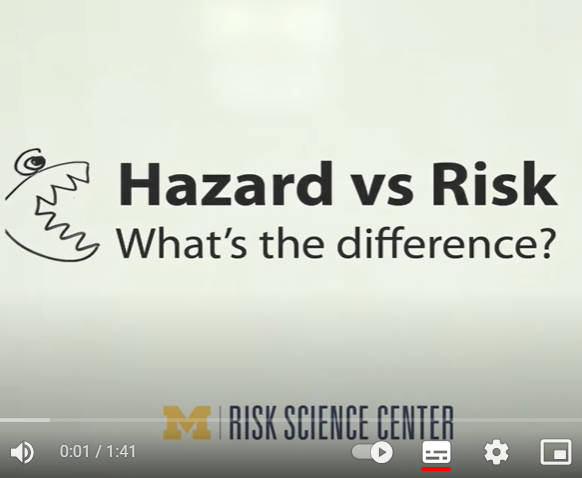 Hazard vs Risk
What's the difference?
M RISK SCIENCE CENTER
0:01 / 1:41